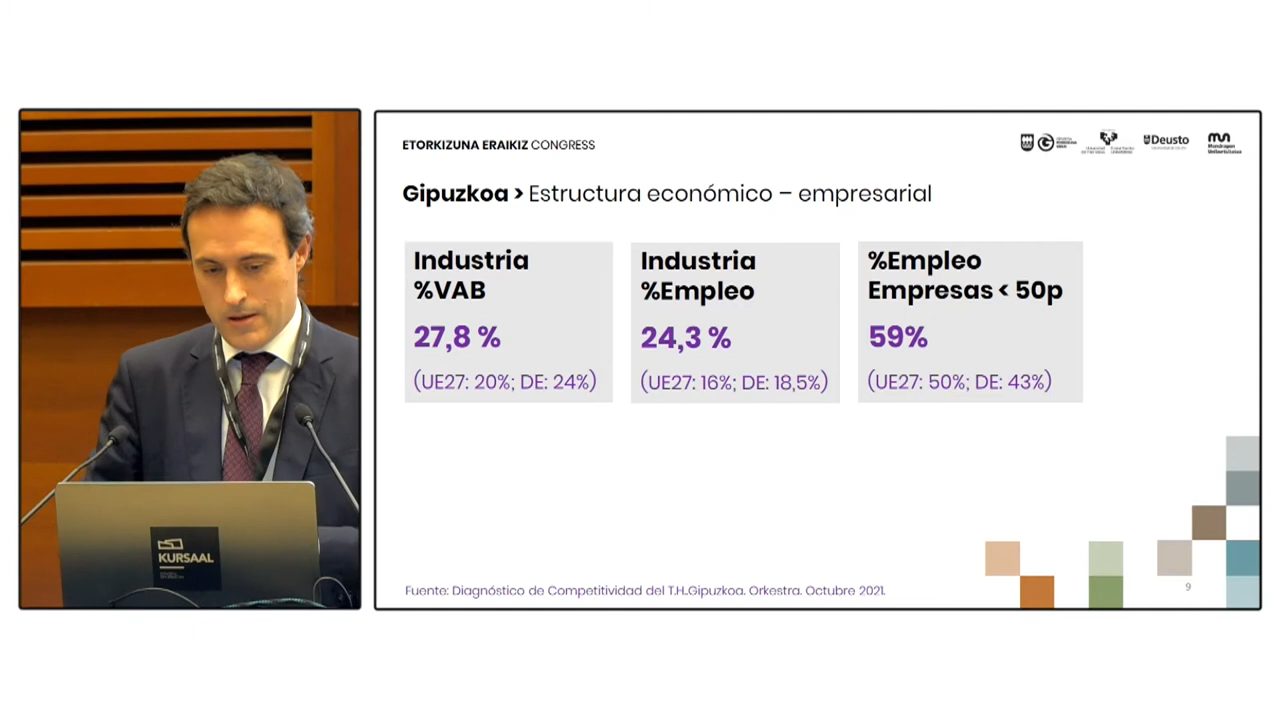 ETORKIZUNA ERAIKIZ CONGRESS
Deusto
Gipuzkoa > Estructura económico – empresarial
Industria
%VAB
27,8 %
(UE27: 20%; DE: 24%)
Industria
%Empleo
24,3 %
(UE27: 16%; DE: 18,5%)
%Empleo
Empresas < 50p
59%
(UE27: 50%; DE: 43%)
Fuente: Diagnóstico de Competitividad del T.H.Gipuzkoa. Orkestra. Octubre 2021.
9
KURSAAL